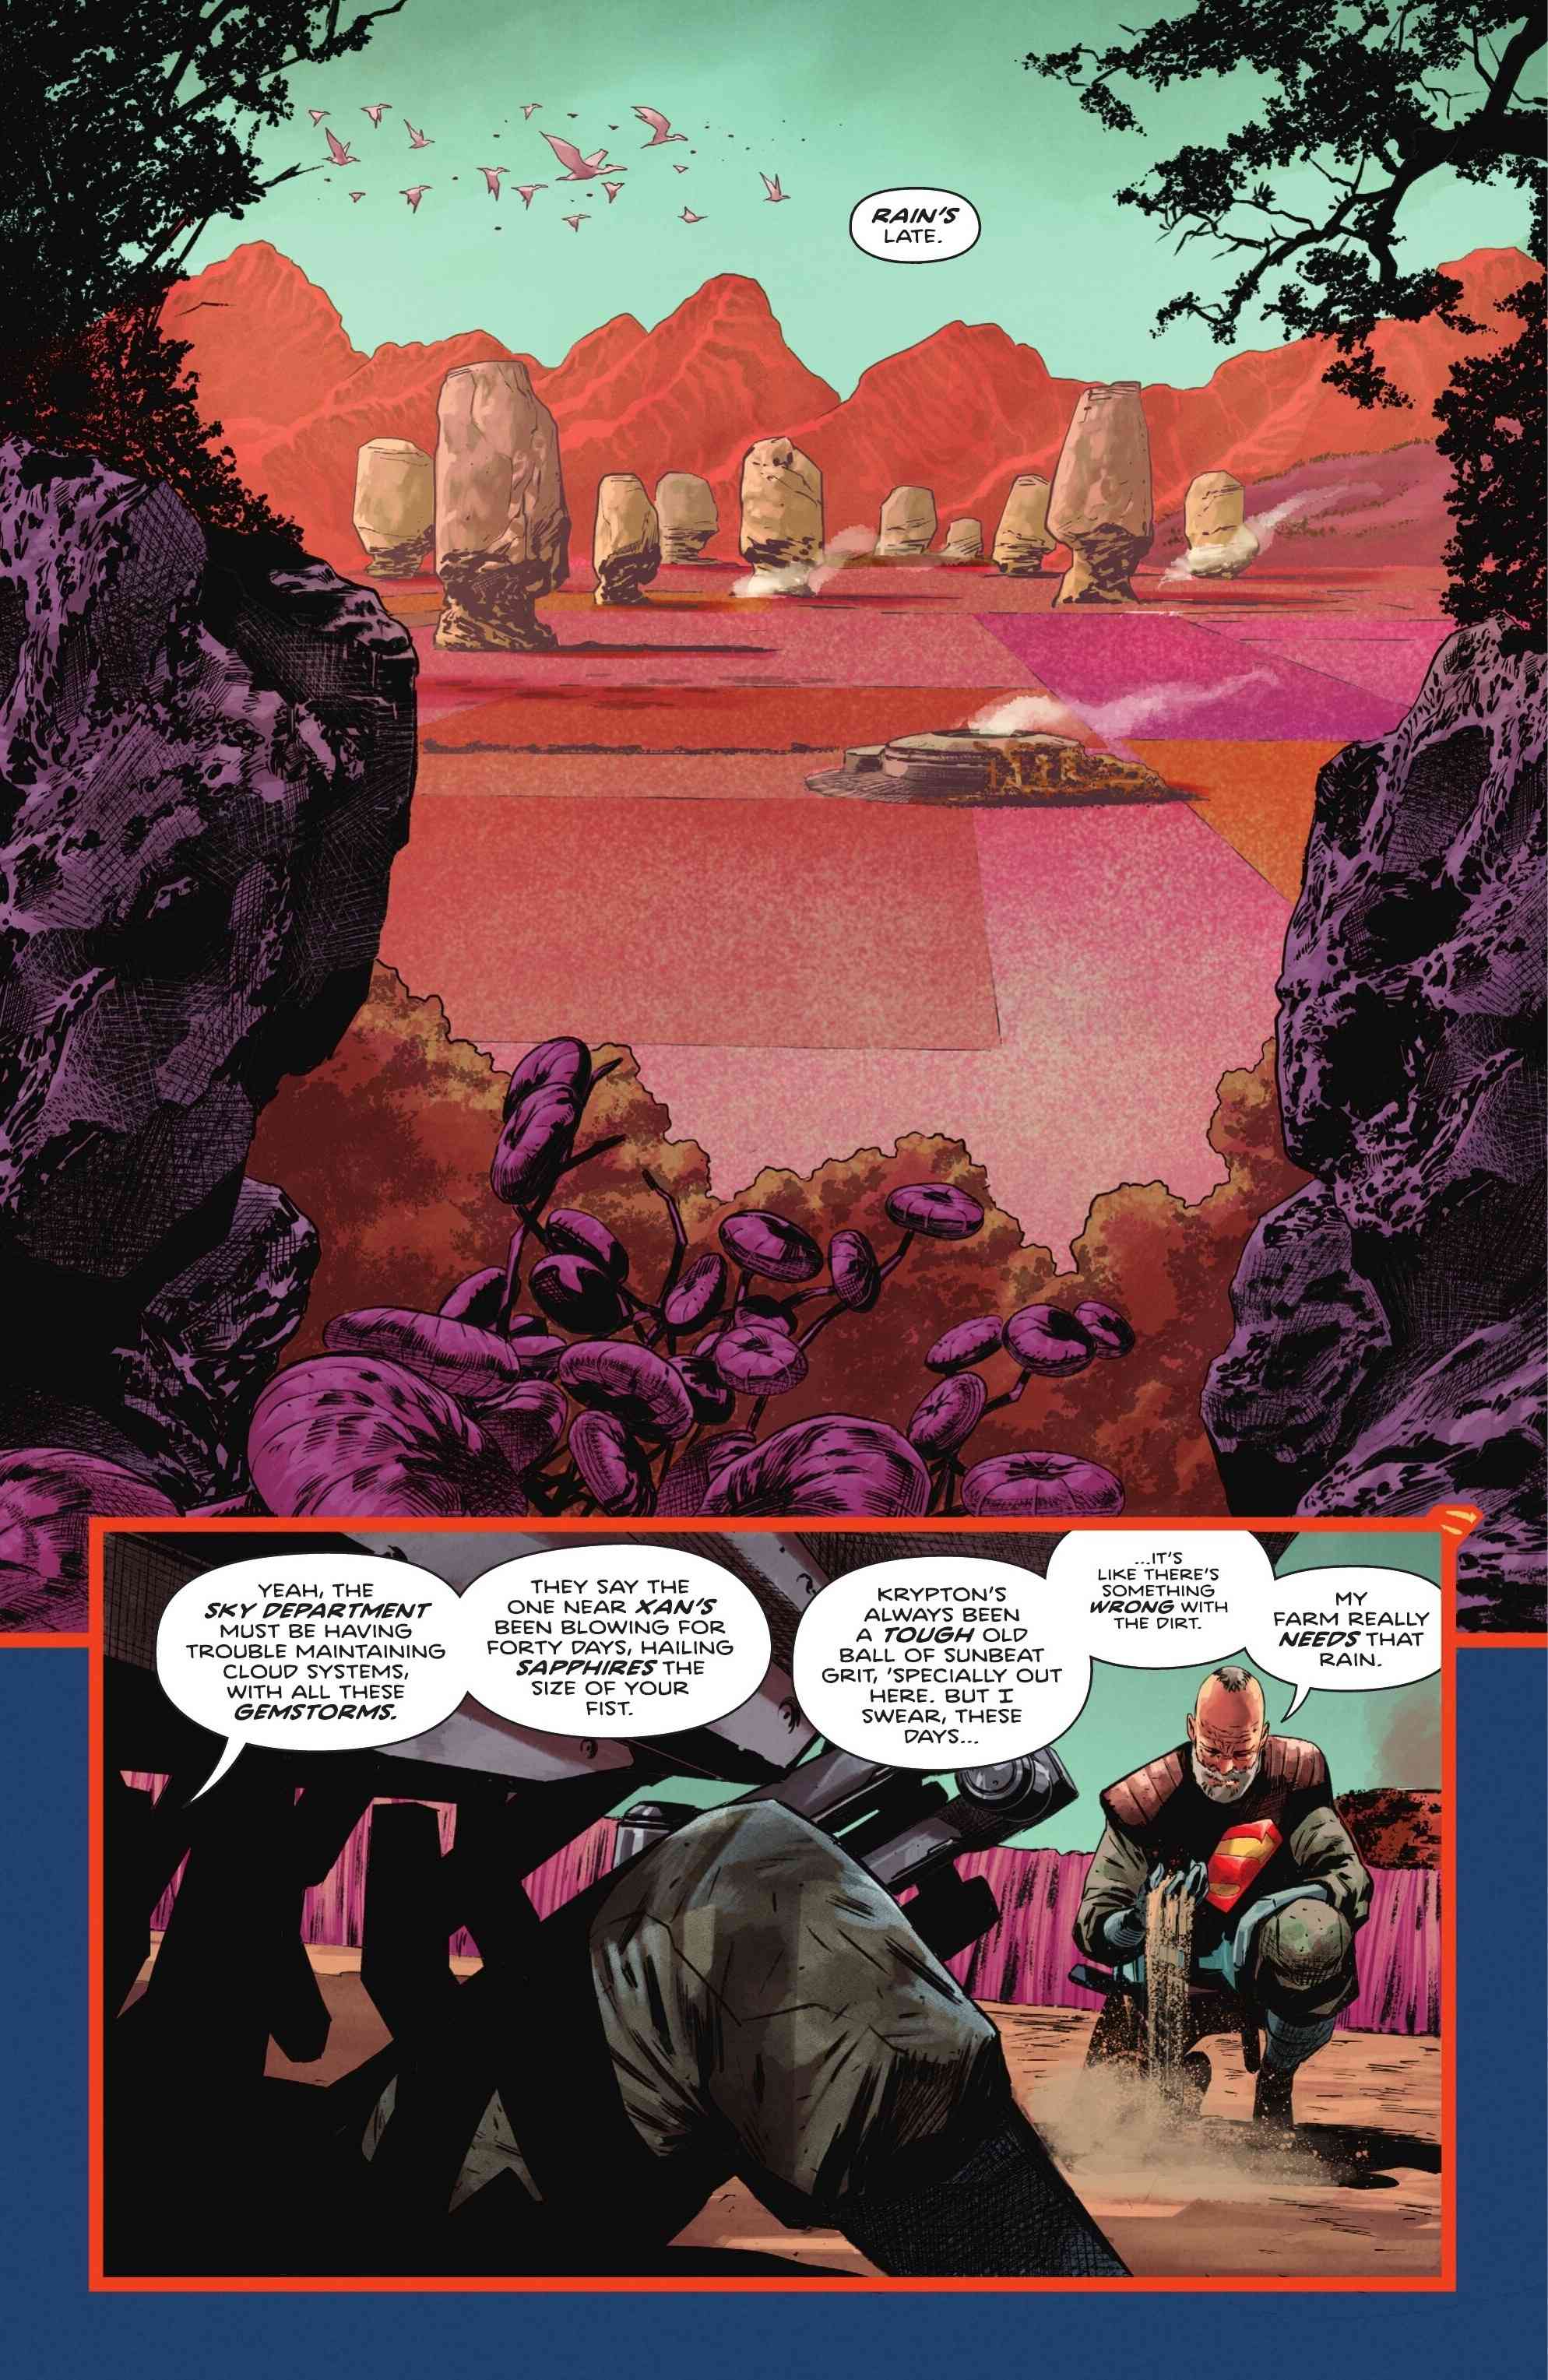 RAIN'S
LATE.
YEAH, THE
SKY DEPARTMENT
MUST BE HAVING
TROUBLE MAINTAINING
CLOUD SYSTEMS,
WITH ALL THESE
GEMSTORMS.
THEY SAY THE
ONE NEAR XAN'S
BEEN BLOWING FOR
FORTY DAYS, HAILING
SAPPHIRES THE
SIZE OF YOUR
FIST.
KRYPTON'S
ALWAYS BEEN
A TOUGH OLD
BALL OF SUNBEAT
GRIT, 'SPECIALLY OUT
HERE. BUT I
SWEAR, THESE
DAYS...
...IT'S
LIKE THERE'S
SOMETHING
WRONG WITH
THE DIRT.
MY
FARM REALLY
NEEDS THAT
RAIN.